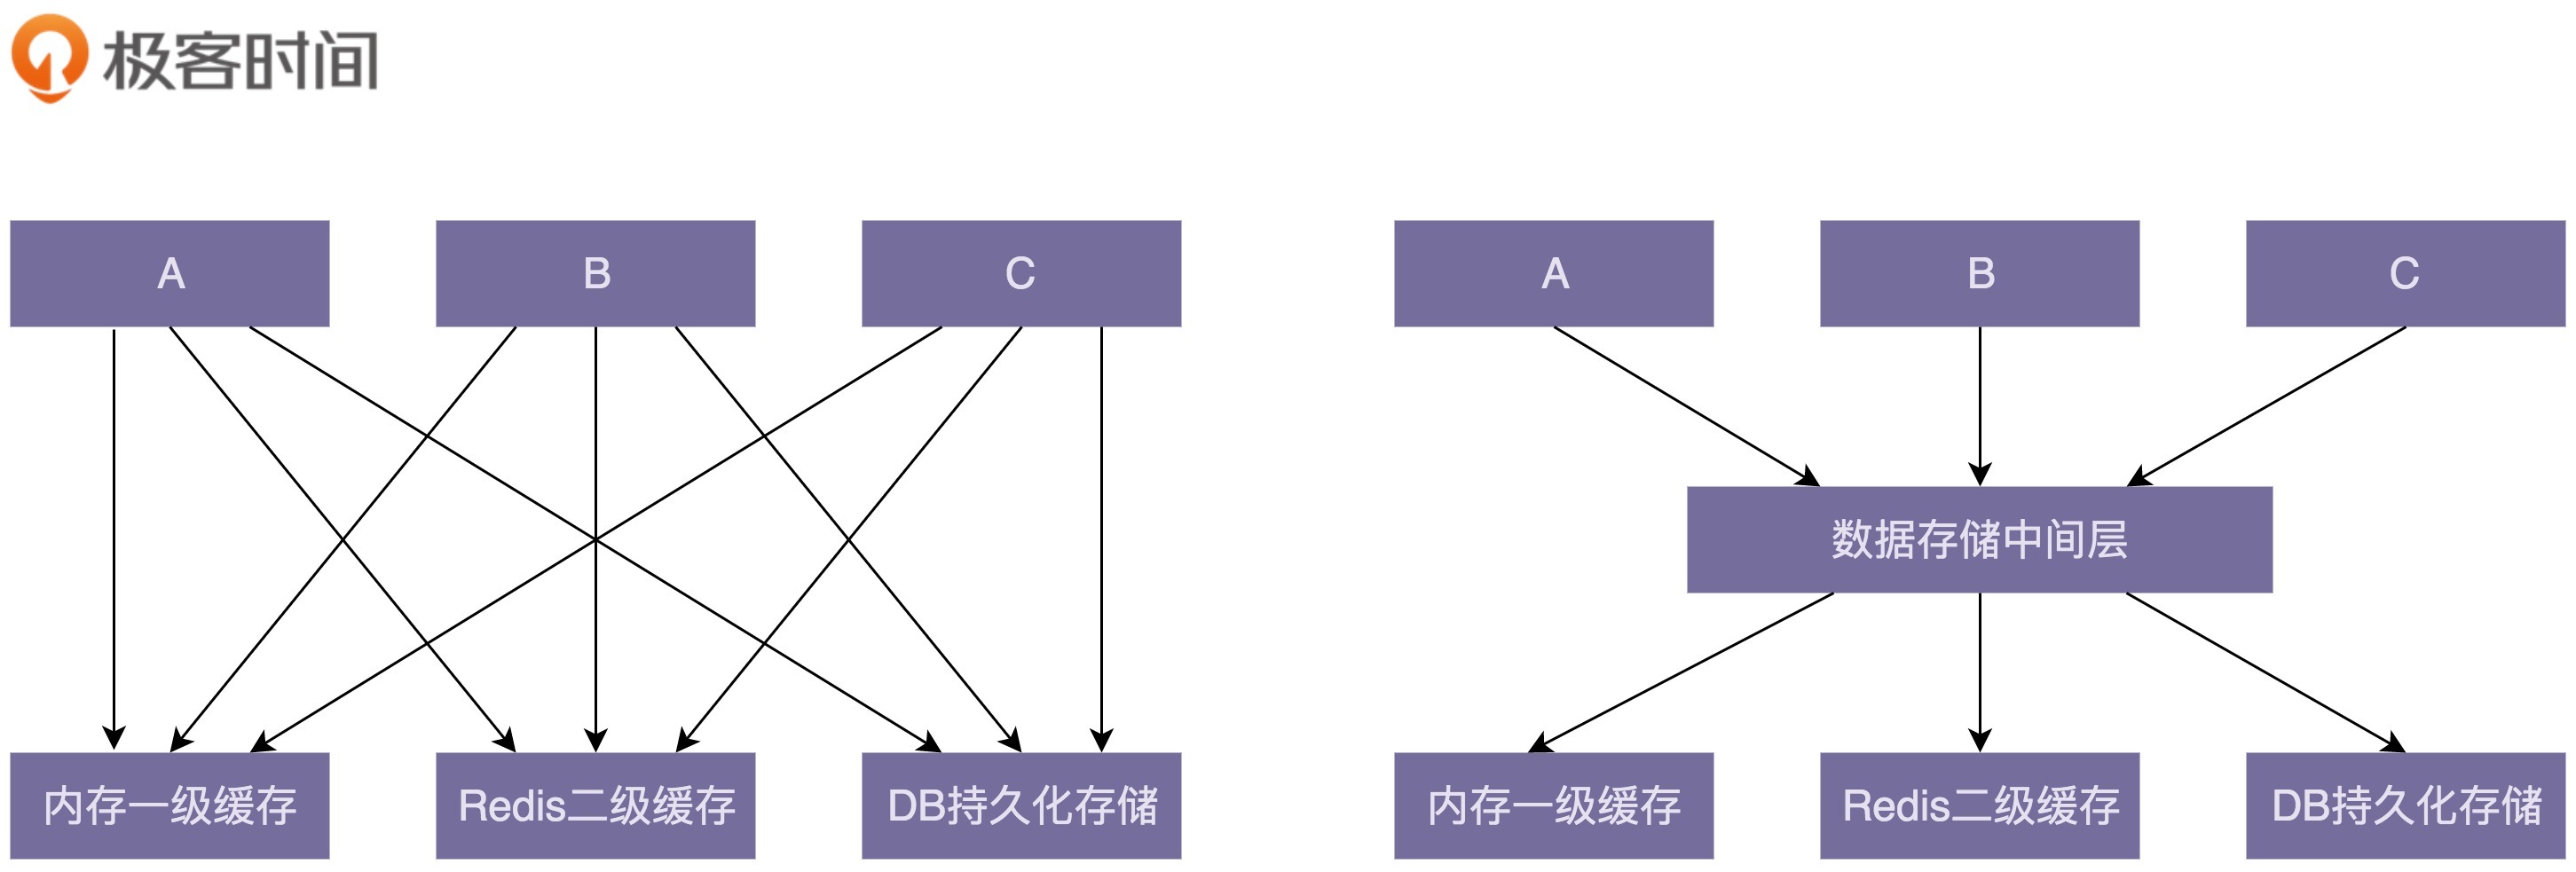 极客时间
A
B
C
A
B
C
数据存储中间层
内存一级缓存
Redis二级缓存
DB持久化存储
内存一级缓存
Redis二级缓存
DB持久化存储